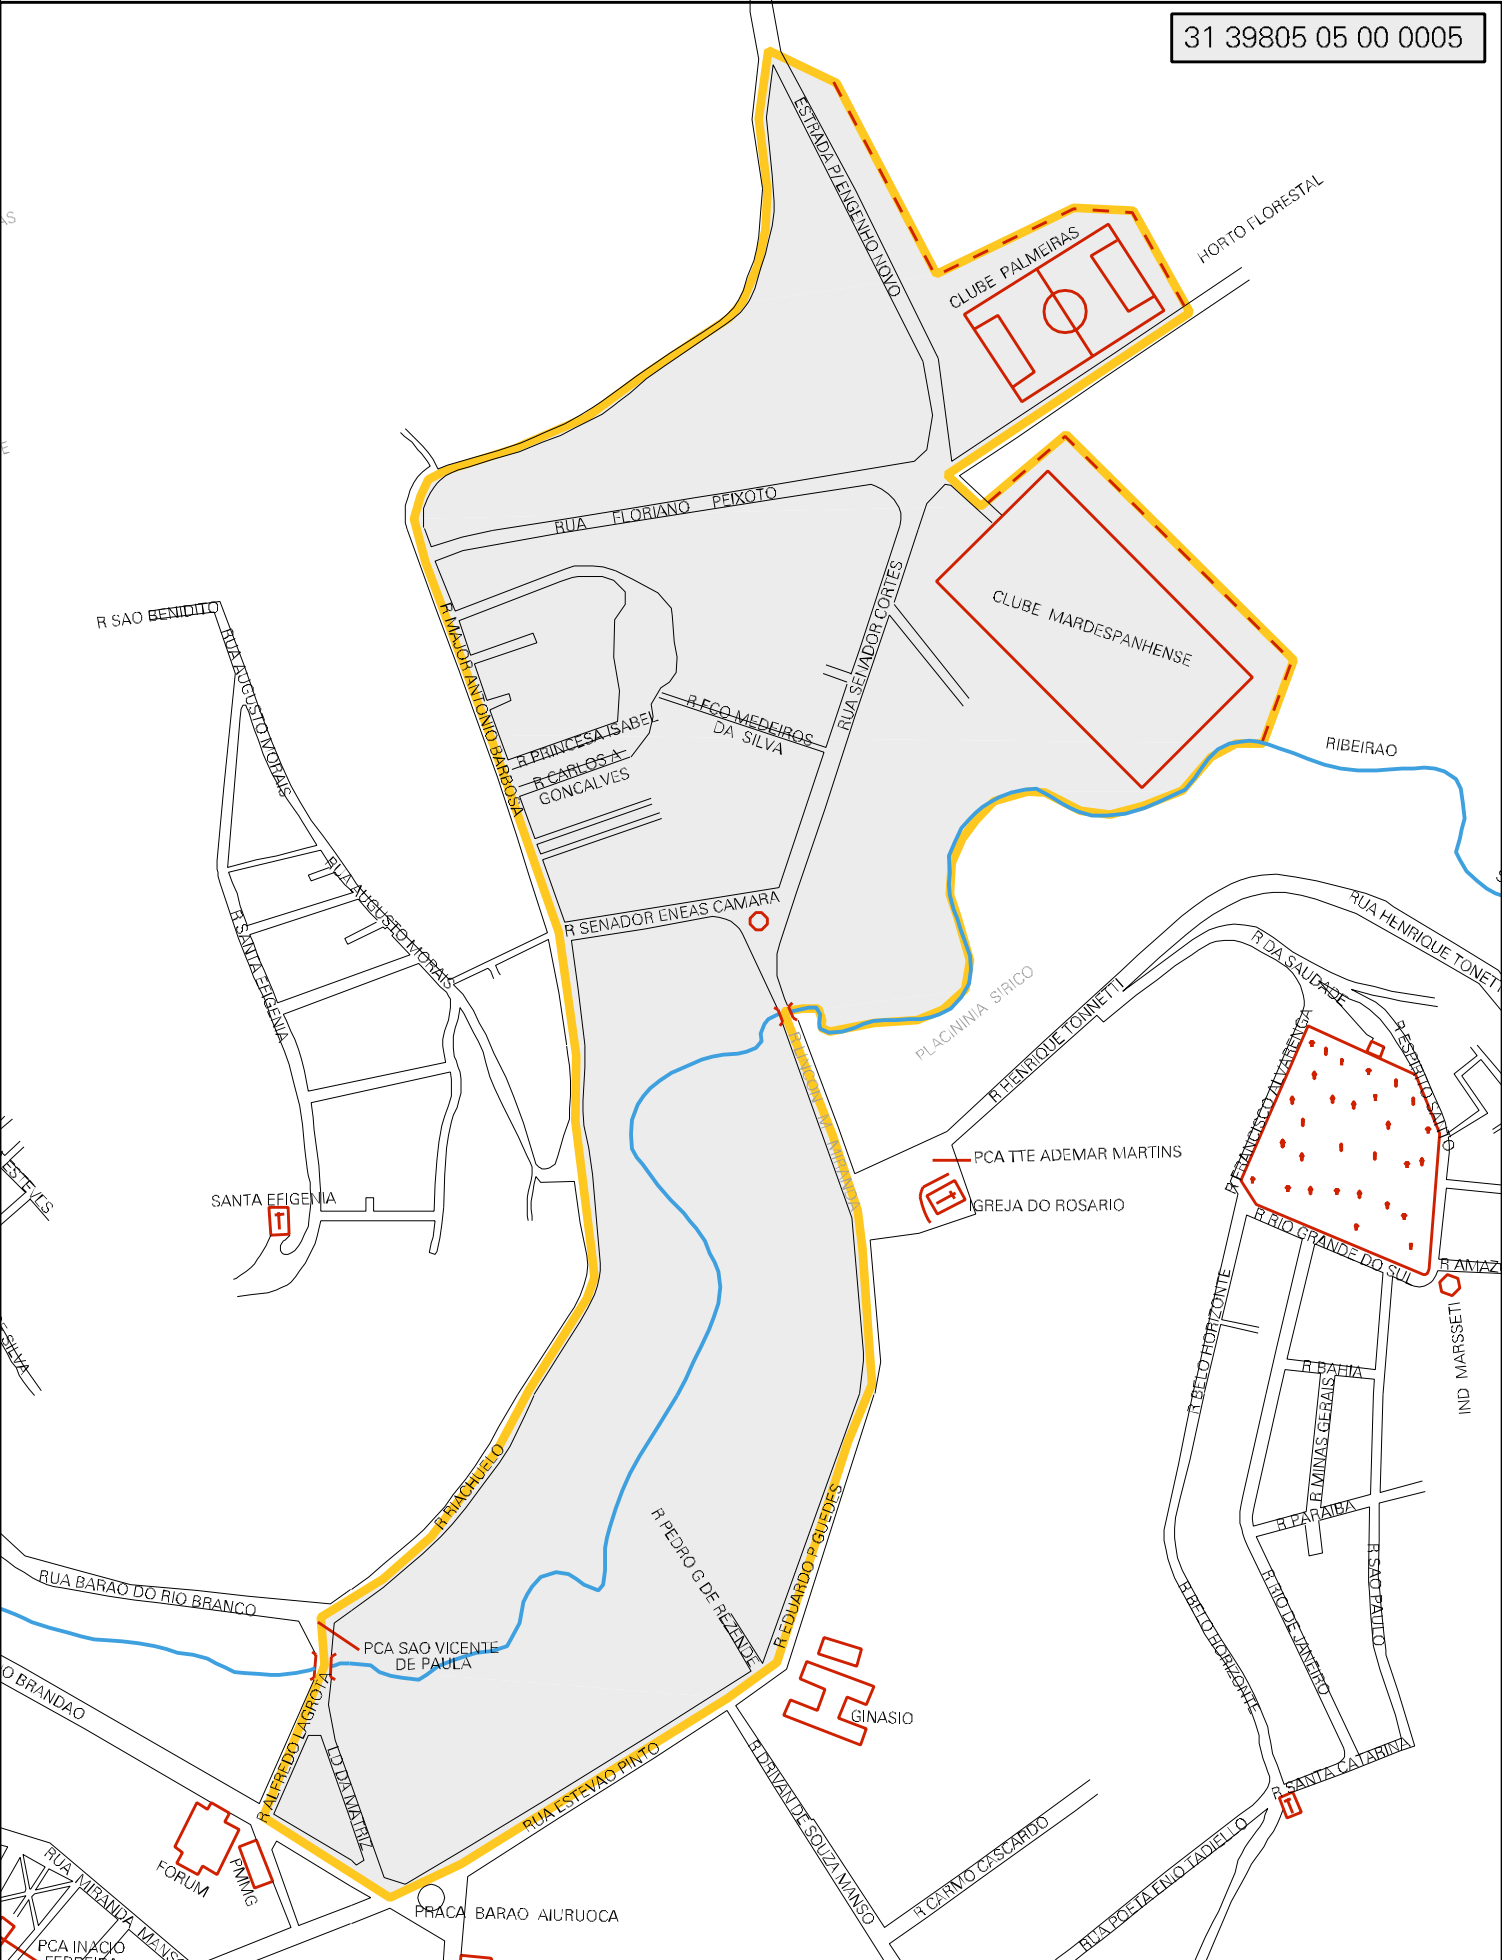 31 39805 05 00 0005
AS
ESTRADA P/ ENGENHO NOVO
HORTO FLORESTAL
CLUBE PALMEIRAS
E
RUA FLORIANO PEIXOTO
CLUBE MARDESPANHENSE
R SAO BENIDITO
RUA AUGUSTO MORAIS
R MAJOR ANTONIO BARBOSA
RUA SENADOR CORTES
R FCO MEDEIROS
DA SILVA
R PRINCESA ISABEL
R CARLOS A
GONCALVES
RIBEIRAO
RUA AUGUSTO MORAIS
R SENADOR ENEAS CAMARA
R SANTA EFIGENIA
RUA HENRIQUE TONETTI
R DA SAUDADE
PLACININIA SIRICO
R HENRIQUE TONNETTI
R LINCON M MIRANDA
R FRANCISCO ALVARENGA
R ESPIRITO SANTO
PCA TTE ADEMAR MARTINS
IGREJA DO ROSARIO
SANTA EFIGENIA
ESTEVES
R RIO GRANDE DO SUL
R AMAZ
R BELO HORIZONTE
IND MARSSETI
E SILVA
R BAHIA
R MINAS GERAIS
R PARAIBA
R RIACHUELO
R PEDRO G DE REZENDE
R EDUARDO P GUEDES
RUA BARAO DO RIO BRANCO
PCA SAO VICENTE
DE PAULA
R BELO HORIZONTE
R RIO DE JANEIRO
R SAO PAULO
O BRANDAO
R ALFREDO LAGROTA
LD DA MATRIZ
GINASIO
RUA ESTEVAO PINTO
R DRIVAN DE SOUZA MANSO
R SANTA CATARINA
R CARMO CASCARDO
RUA POETA ENIO TADIELLO
FORUM
PMMG
RUA MIRANDA MANSO
PRACA BARAO AIURUOCA
PCA INACIO
FERREIRA